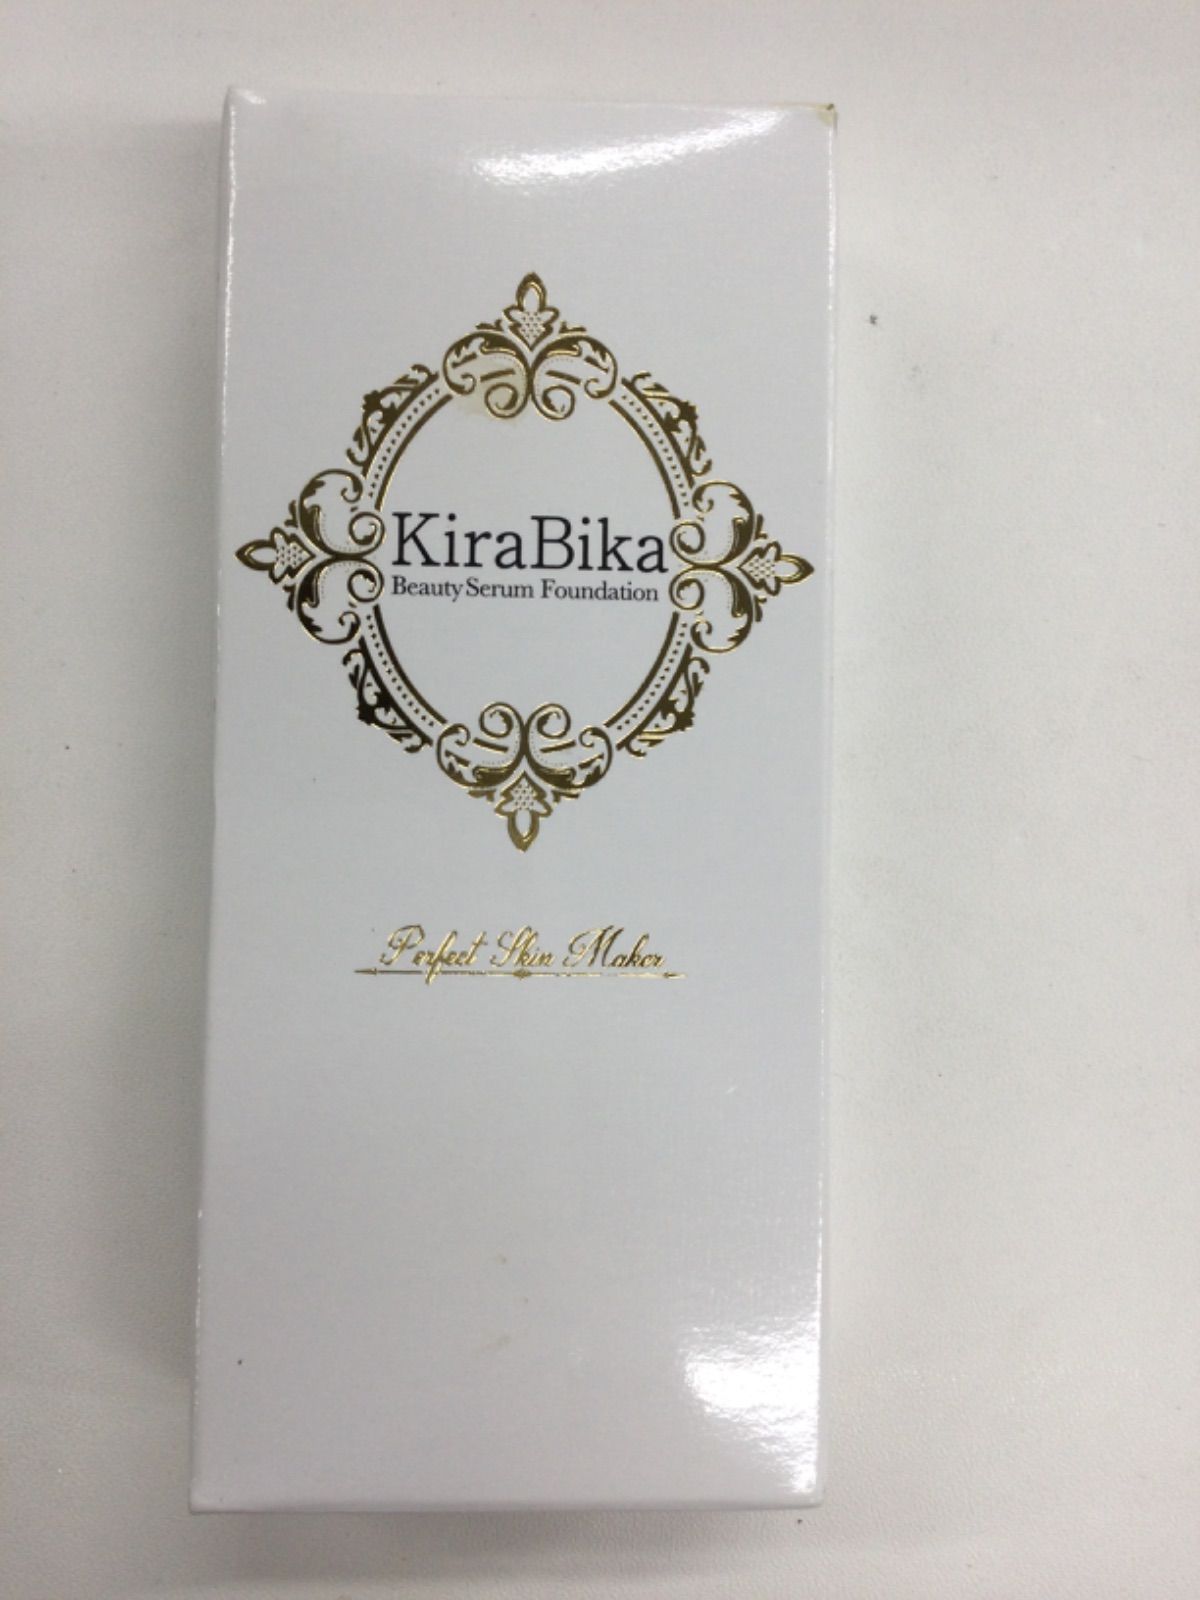 KiraBika
Beauty Serum Foundation
Perfect Skin Maker